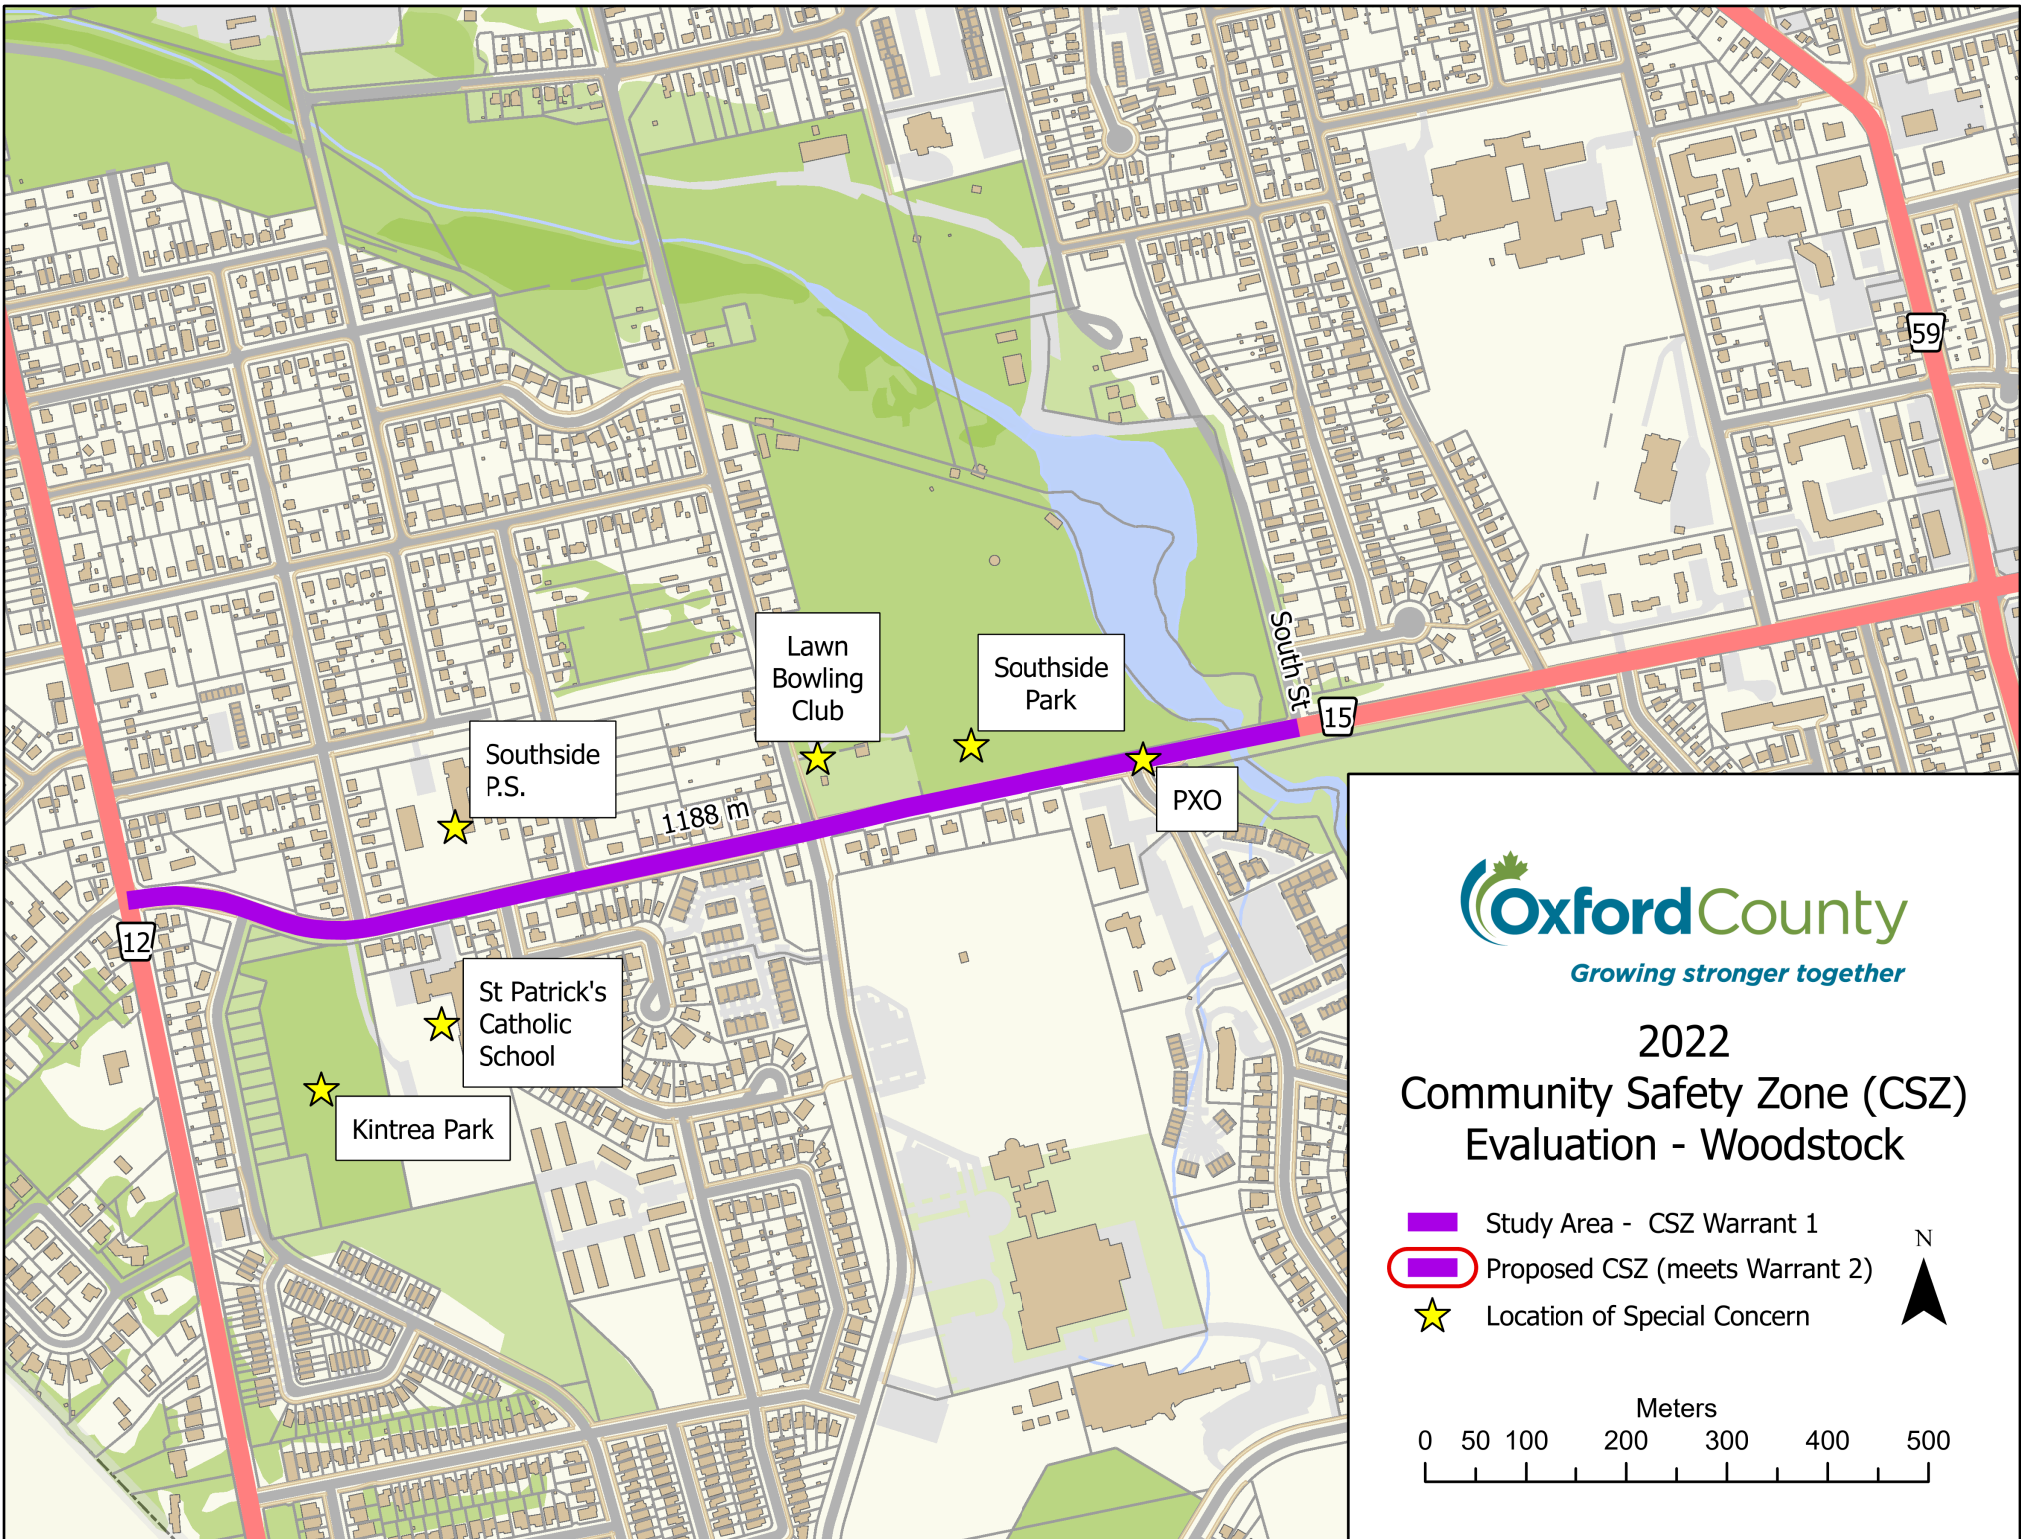 59
South St
15
Lawn
Bowling
Club
Southside
Park
Southside
P.S.
1188 m
PXO
12
St Patrick's
Catholic
School
Kintrea Park
Oxford County
Growing stronger together
2022
Community Safety Zone (CSZ)
Evaluation - Woodstock
Study Area - CSZ Warrant 1
Proposed CSZ (meets Warrant 2)
Location of Special Concern
N
Meters
0 50 100 200 300 400 500